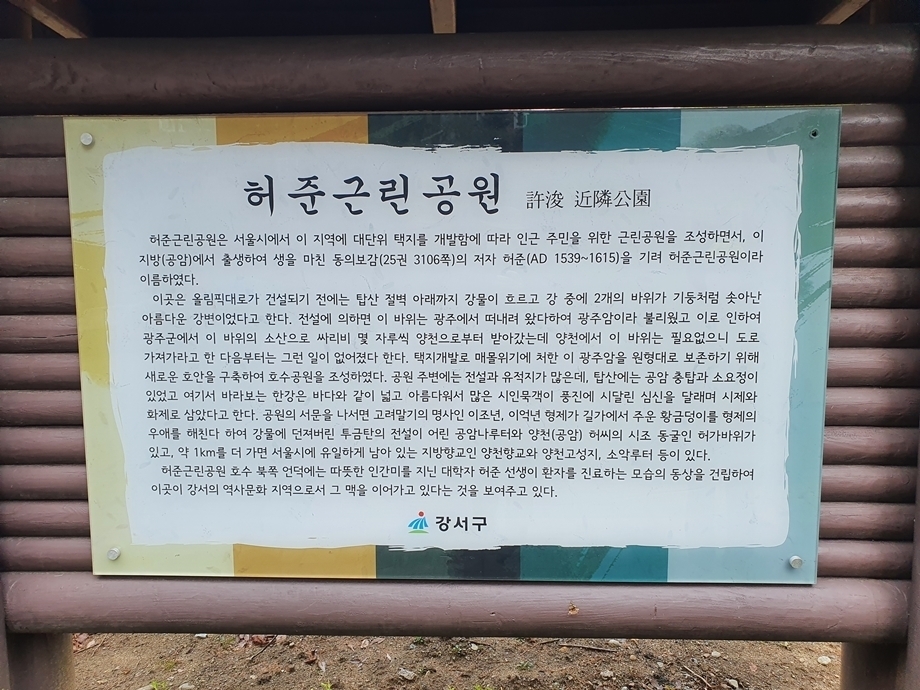 허준근린공원 許浚 近隣公園
허준근린공원은 서울시에서 이 지역에 대단위 택지를 개발함에 따라 인근 주민을 위한 근린공원을 조성하면서, 이
지방(공암)에서 출생하여 생을 마친 동의보감(25권 3106쪽)의 저자 허준(AD 1539~1615)을 기려 허준근린공원이라
이름하였다.
이곳은 올림픽대로가 건설되기 전에는 탑산 절벽 아래까지 강물이 흐르고 강 중에 2개의 바위가 기둥처럼 솟아난
아름다운 강변이었다고 한다. 전설에 의하면 이 바위는 광주에서 떠내려 왔다하여 광주암이라 불리웠고 이로 인하여
광주군에서 이 바위의 소산으로 싸리비 몇 자루씩 양천으로부터 받아갔는데 양천에서 이 바위는 필요없으니 도로
가져가라고 한 다음부터는 그런 일이 없어졌다 한다. 택지개발로 매몰위기에 처한 이 광주암을 원형대로 보존하기 위해
새로운 호안을 구축하여 호수공원을 조성하였다. 공원 주변에는 전설과 유적지가 많은데, 탑산에는 공암 층탑과 소요정이
있었고 여기서 바라보는 한강은 바다와 같이 넓고 아름다워서 많은 시인묵객이 풍진에 시달린 심신을 달래며 시제와
화제로 삼았다고 한다. 공원의 서문을 나서면 고려말기의 명사인 이조년, 이억년 형제가 길가에서 주운 황금덩이를 형제의
우애를 해친다 하여 강물에 던져버린 투금탄의 전설이 어린 공암나루터와 양천(공암) 허씨의 시조 동굴인 허가바위가
있고, 약 1km를 더 가면 서울시에 유일하게 남아 있는 지방향교인 양천향교와 양천고성지, 소악루터 등이 있다.
허준근린공원 호수 북쪽 언덕에는 따뜻한 인간미를 지닌 대학자 허준 선생이 환자를 진료하는 모습의 동상을 건립하여
이곳이 강서의 역사문화 지역으로서 그 맥을 이어가고 있다는 것을 보여주고 있다.
강서구